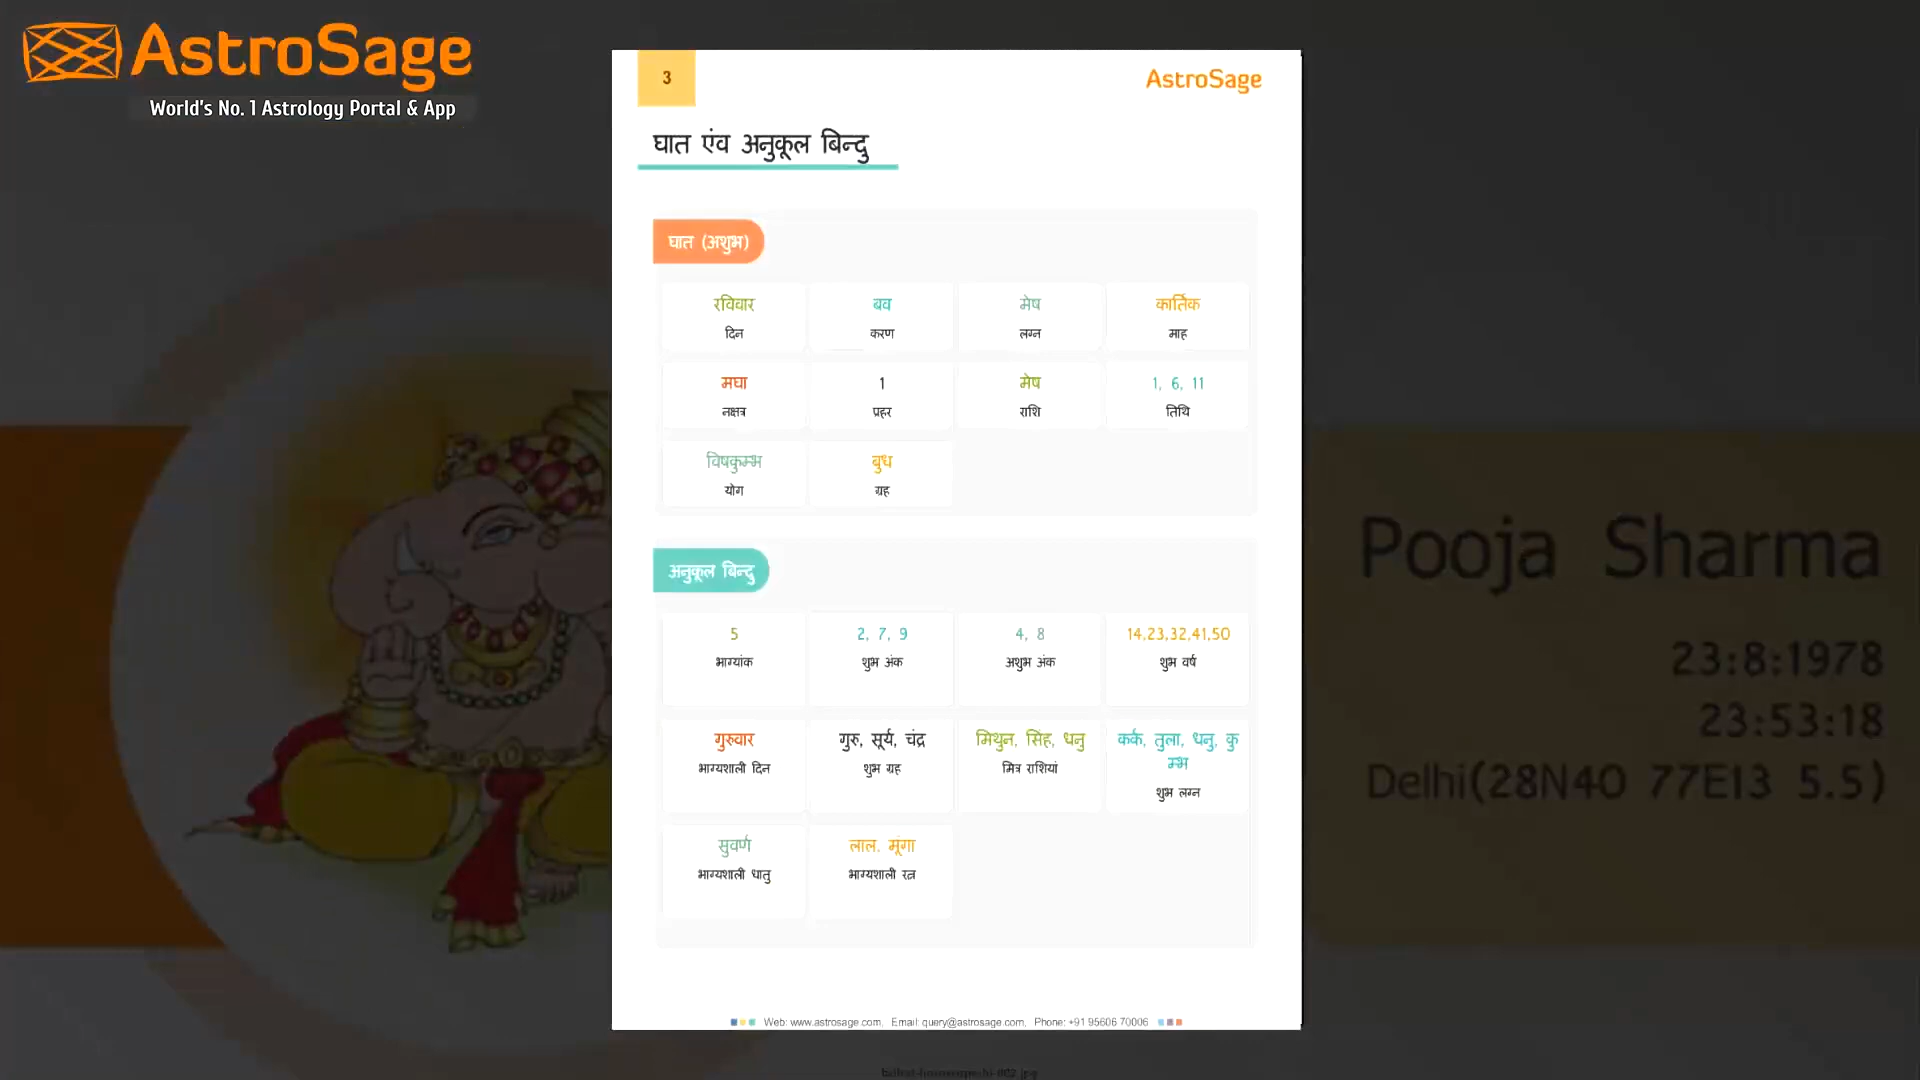 AstroSage
World's No. 1 Astrology Portal & App
3
AstroSage
घात एंव अनुकूल बिन्दु
घात (अशुभ)
रविवार बव मेष कार्तिक
दिन करण लग्न माह
मघा 1 मेष 1, 6, 11
नक्षत्र प्रहर राशि तिथि
विषकुम्भ बुध
योग ग्रह
अनुकूल बिन्दु
5 2, 7, 9 4, 8 14,23,32,41,50
भाग्यांक शुभ अंक अशुभ अंक शुभ वर्ष
गुरुवार गुरु, सूर्य, चंद्र मिथुन, सिंह, धनु कर्क, तुला, धनु, कु
म्भ
भाग्यशाली दिन शुभ ग्रह मित्र राशियां शुभ लग्न
सुवर्ण लाल. मूंगा
भाग्यशाली धातु भाग्यशाली रत्न
Web: www.astrosage.com, Email: query@astrosage.com, Phone: +91 95606 70006
Pooja Sharma
23:8:1978
23:53:18
Delhi(28N40 77E13 5.5)